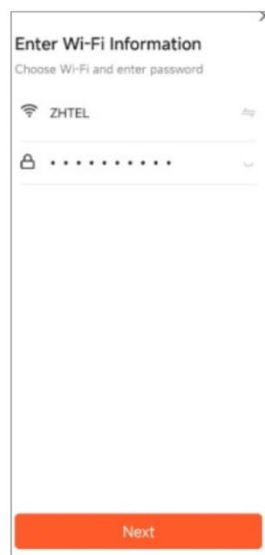 Enter Wi-Fi Information
Choose Wi-Fi and enter password
ZHTEL
• • • • • • • • • •
Next